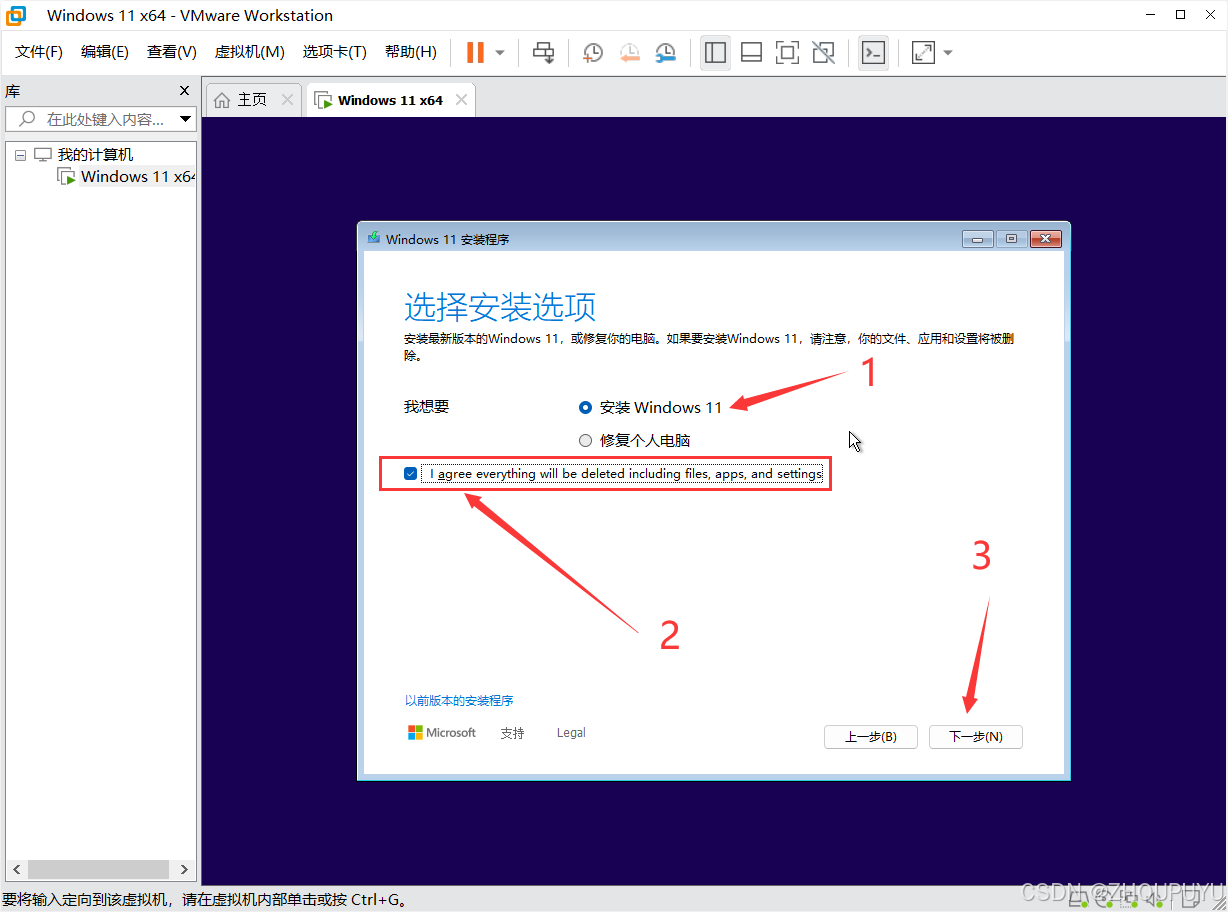 Windows 11 x64 - VMware Workstation
文件(F) 编辑(E) 查看(V) 虚拟机(M) 选项卡(T) 帮助(H)
库
主页
Windows 11 x64
在此处键入内容...
我的计算机
Windows 11 x64
Windows 11 安装程序
选择安装选项
安装最新版本的Windows 11，或修复你的电脑。如果要安装Windows 11，请注意，你的文件、应用和设置将被删
除。
1
我想要
安装 Windows 11
修复个人电脑
I agree everything will be deleted including files, apps, and settings
3
2
以前版本的安装程序
Microsoft 支持 Legal
上一步(B) 下一步(N)
要将输入定向到该虚拟机，请在虚拟机内部单击或按 Ctrl+G。
CSDN @ZHOUPUYU